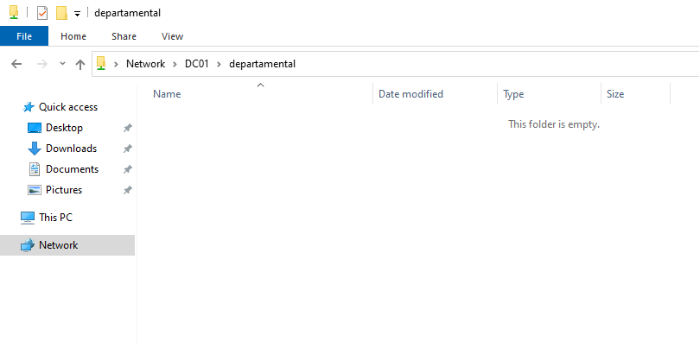 departamental
File Home Share View
Network DC01 departamental
Name Date modified Type Size
This folder is empty.
Quick access
Desktop
Downloads
Documents
Pictures
This PC
Network